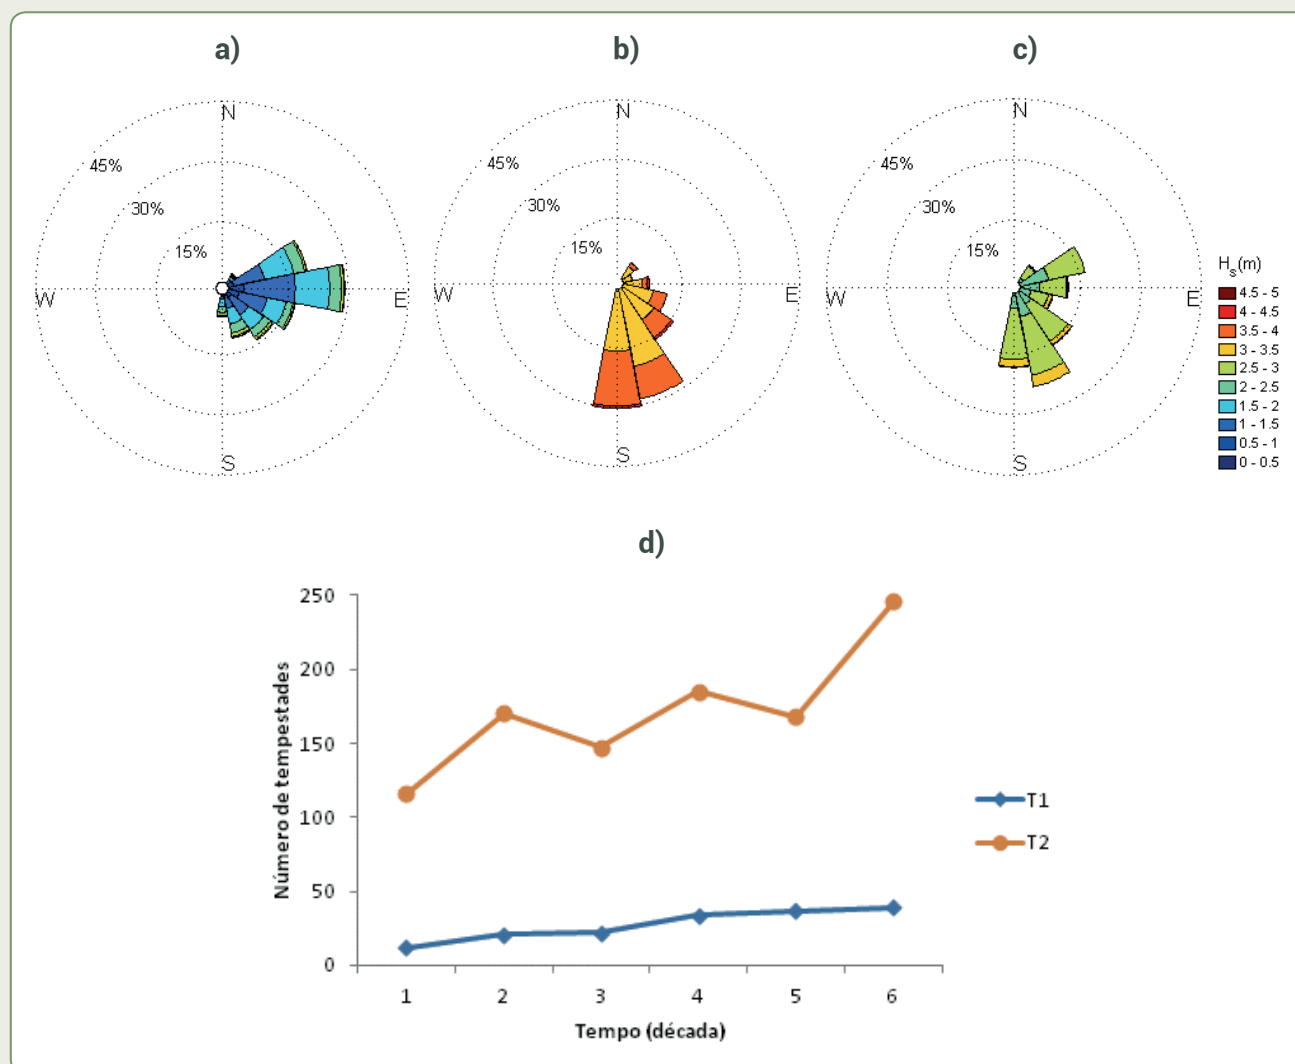 a)
b)
c)
N
45%
30%
15%
W
E
S
N
45%
30%
15%
W
E
S
N
45%
30%
15%
W
E
S
Hs(m)
4.5 - 5
4 - 4.5
3.5 - 4
3 - 3.5
2.5 - 3
2 - 2.5
1.5 - 2
1 - 1.5
0.5 - 1
0 - 0.5
d)
Número de tempestades
250
200
150
100
50
0
1 2 3 4 5 6
Tempo (década)
T1
T2